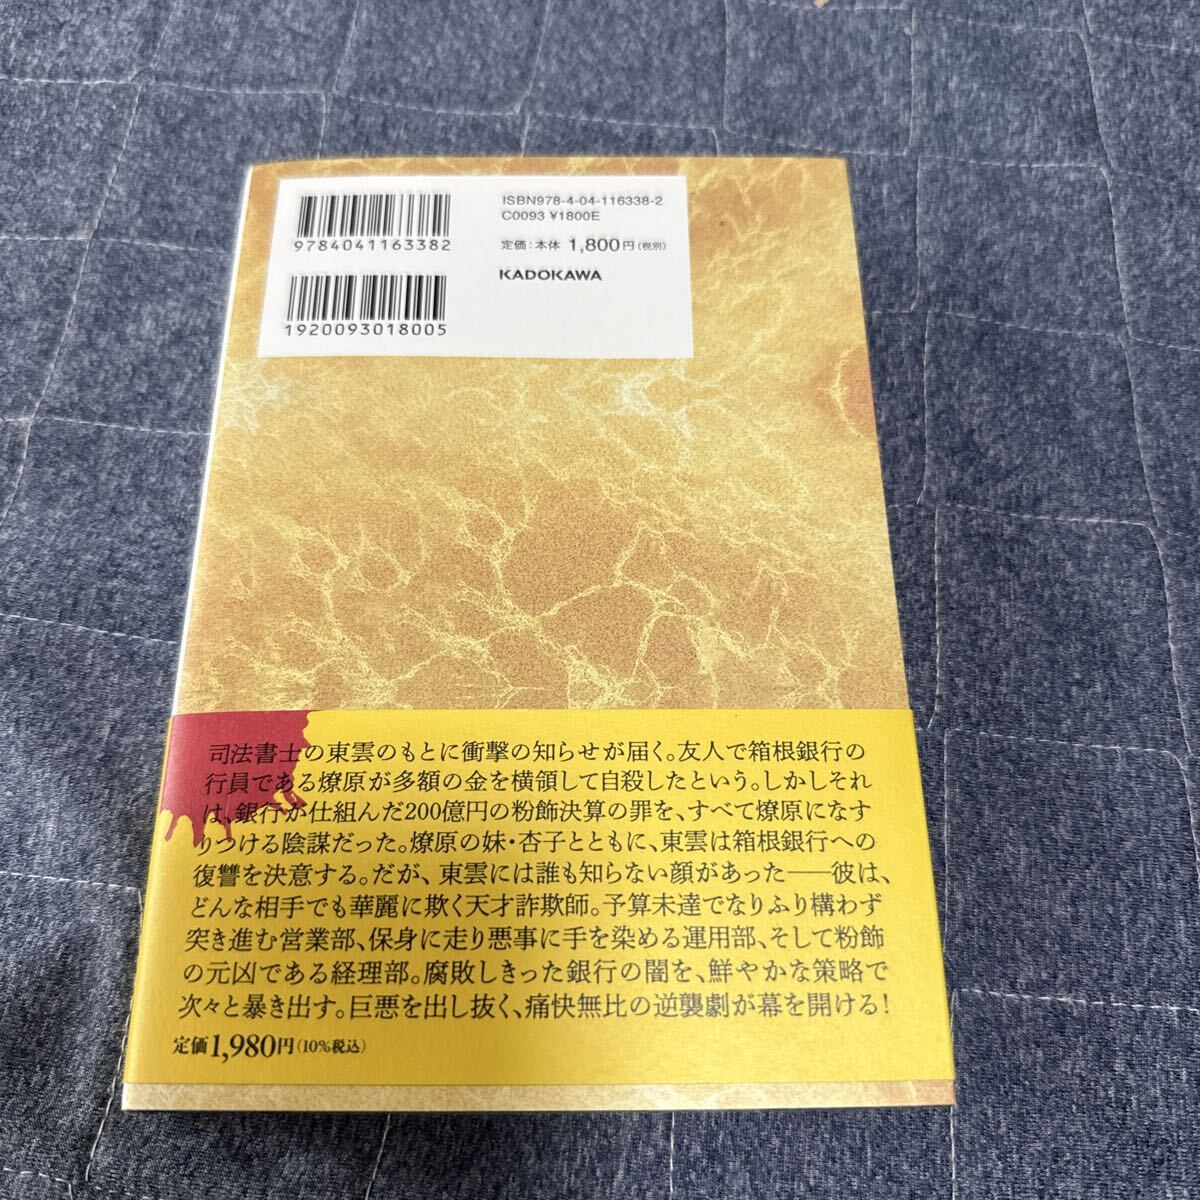 9784041163382
1920093018005
ISBN978-4-04-116338-2
C0093 ¥1800E
定価：本体 1,800円（税別）
KADOKAWA
司法書士の東雲のもとに衝撃の知らせが届く。友人で箱根銀行の
行員である燎原が多額の金を横領して自殺したという。しかしそれ
は、銀行が仕組んだ200億円の粉飾決算の罪を、すべて燎原になす
りつける陰謀だった。燎原の妹・杏子とともに、東雲は箱根銀行への
復讐を決意する。だが、東雲には誰も知らない顔があった──彼は、
どんな相手でも華麗に欺く天才詐欺師。予算未達でなりふり構わず
突き進む営業部、保身に走り悪事に手を染める運用部、そして粉飾
の元凶である経理部。腐敗しきった銀行の闇を、鮮やかな策略で
次々と暴き出す。巨悪を出し抜く、痛快無比の逆襲劇が幕を開ける！
定価1,980円（10%税込）